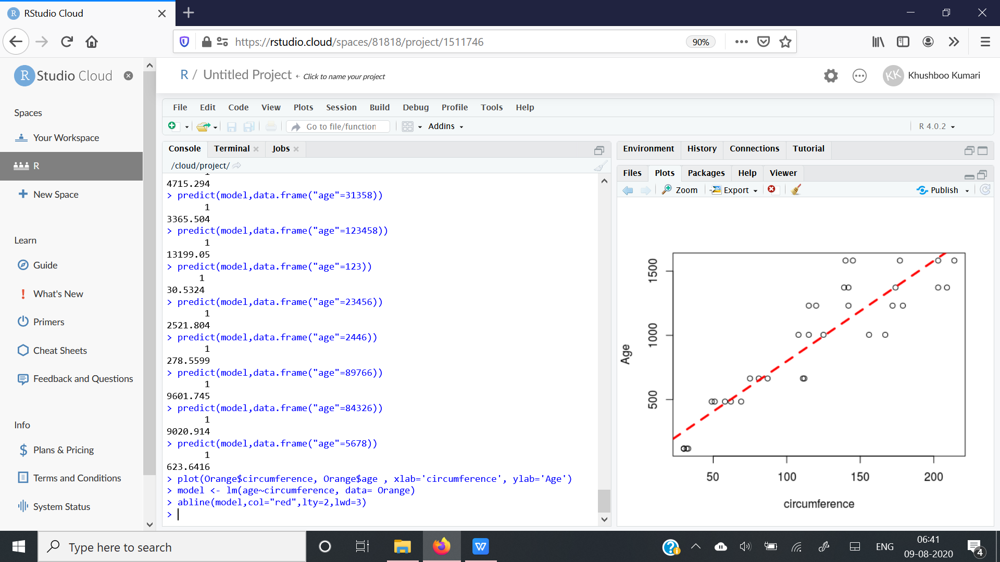 RStudio Cloud
https://rstudio.cloud/spaces/81818/project/1511746
90%
R Studio Cloud
R / Untitled Project Click to name your project
KK Khushboo Kumari
Spaces
Your Workspace
R
New Space
Learn
Guide
What's New
Primers
Cheat Sheets
Feedback and Questions
Info
Plans & Pricing
Terms and Conditions
System Status
File Edit Code View Plots Session Build Debug Profile Tools Help
Go to file/function
Addins
R 4.0.2
Console Terminal Jobs
/cloud/project/
4715.294
> predict(model,data.frame("age"=31358))
1
3365.504
> predict(model,data.frame("age"=123458))
1
13199.05
> predict(model,data.frame("age"=123))
1
30.5324
> predict(model,data.frame("age"=23456))
1
2521.804
> predict(model,data.frame("age"=2446))
1
278.5599
> predict(model,data.frame("age"=89766))
1
9601.745
> predict(model,data.frame("age"=84326))
1
9020.914
> predict(model,data.frame("age"=5678))
1
623.6416
> plot(Orange$circumference, Orange$age , xlab='circumference', ylab='Age')
> model <- lm(age~circumference, data= Orange)
> abline(model,col="red",lty=2,lwd=3)
>
Environment History Connections Tutorial
Files Plots Packages Help Viewer
Zoom Export Publish
Age
1500
1000
500
50 100 150 200
circumference
Type here to search
ENG
06:41
09-08-2020
4